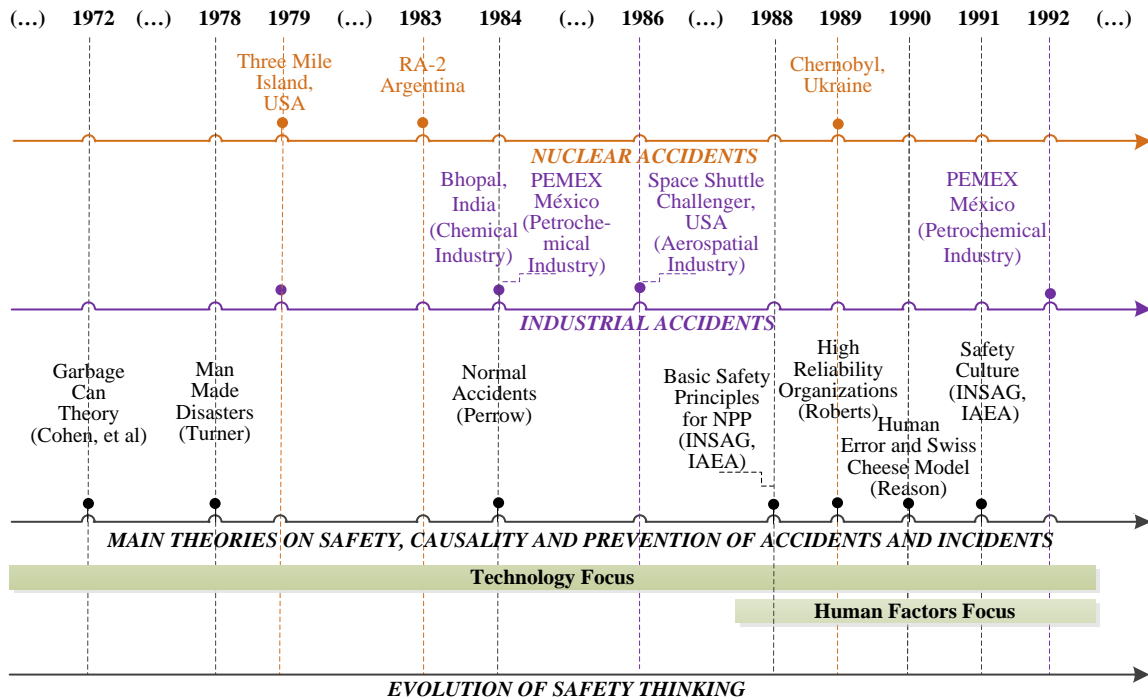 (…) 1972 (…) 1978 1979 (…) 1983 1984 (…) 1986 (…) 1988 1989 1990 1991 1992 (…)
Three Mile
Island,
USA
RA-2
Argentina
Chernobyl,
Ukraine
NUCLEAR ACCIDENTS
Bhopal,
India
(Chemical
Industry)
PEMEX
México
(Petroche-
mical
Industry)
Space Shuttle
Challenger,
USA
(Aerospatial
Industry)
PEMEX
México
(Petrochemical
Industry)
INDUSTRIAL ACCIDENTS
Garbage
Can
Theory
(Cohen, et al)
Man
Made
Disasters
(Turner)
Normal
Accidents
(Perrow)
Basic Safety
Principles
for NPP
(INSAG,
IAEA)
High
Reliability
Organizations
(Roberts)
Human
Error and Swiss
Cheese Model
(Reason)
Safety
Culture
(INSAG,
IAEA)
MAIN THEORIES ON SAFETY, CAUSALITY AND PREVENTION OF ACCIDENTS AND INCIDENTS
Technology Focus
Human Factors Focus
EVOLUTION OF SAFETY THINKING